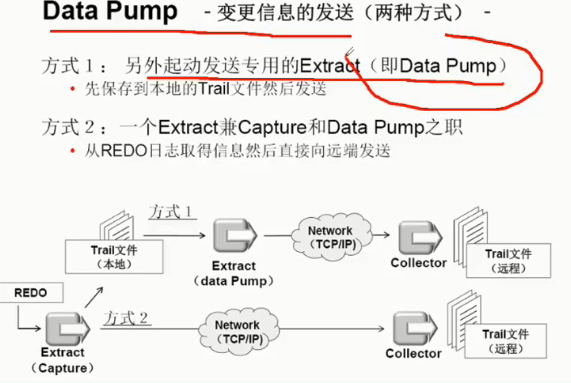 Data Pump - 变更信息的发送（两种方式） -
方式1： 另外起动发送专用的Extract（即Data Pump）
• 先保存到本地的Trail文件然后发送
方式2：一个Extract兼Capture和Data Pump之职
• 从REDO日志取得信息然后直接向远端发送
方式1
Trail文件
（本地）
Extract
(data Pump)
Network
（TCP/IP)
Collector
Trail文件
（远程）
REDO
Extract
(Capture)
方式2
Network
（TCP/IP)
Collector
Trail文件
（远程）